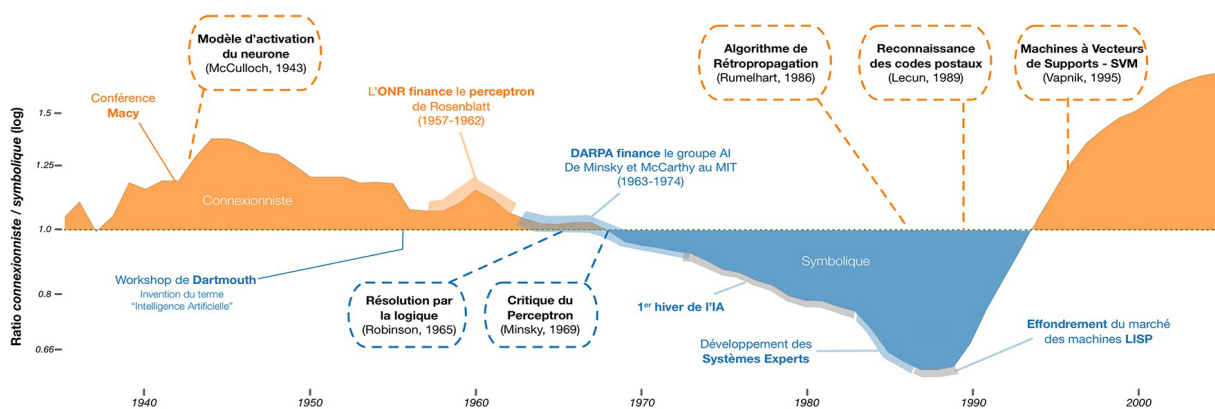 Modèle d'activation
du neurone
(McCulloch, 1943)
Algorithme de
Rétropropagation
(Rumelhart, 1986)
Reconnaissance
des codes postaux
(Lecun, 1989)
Machines à Vecteurs
de Supports - SVM
(Vapnik, 1995)
Conférence
Macy
L'ONR finance le perceptron
de Rosenblatt
(1957-1962)
DARPA finance le groupe AI
De Minsky et McCarthy au MIT
(1963-1974)
Ratio connexionniste / symbolique (log)
1.5
1.25
1.0
0.8
0.66
Connexionniste
Symbolique
Workshop de Dartmouth
Invention du terme
"Intelligence Artificielle"
Résolution par
la logique
(Robinson, 1965)
Critique du
Perceptron
(Minsky, 1969)
1er hiver de l'IA
Développement des
Systèmes Experts
Effondrement du marché
des machines LISP
1940
1950
1960
1970
1980
1990
2000